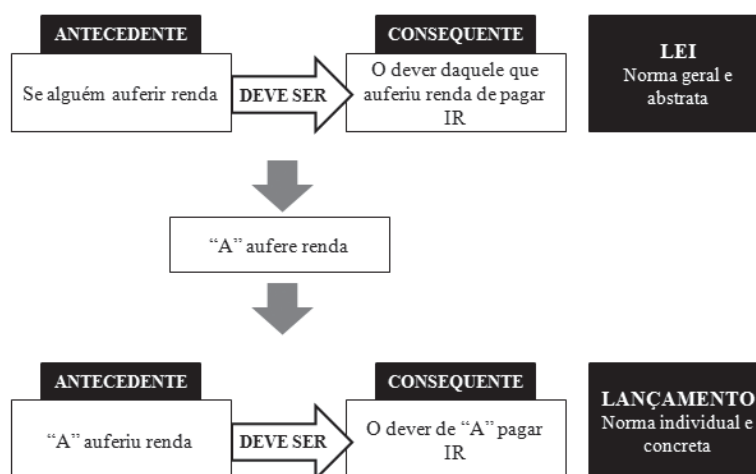 ANTECEDENTE
Se alguém auferir renda
DEVE SER
CONSEQUENTE
O dever daquele que
auferiu renda de pagar
IR
LEI
Norma geral e
abstrata
“A” aufere renda
ANTECEDENTE
“A” auferiu renda
DEVE SER
CONSEQUENTE
O dever de “A” pagar
IR
LANÇAMENTO
Norma individual e
concreta